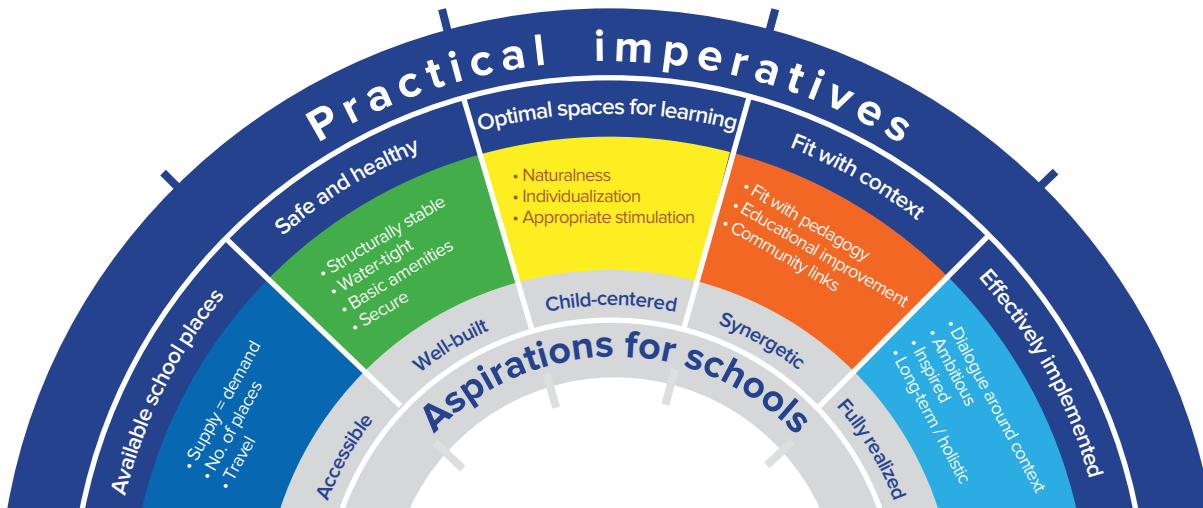 Practical imperatives
Available school places
• Supply = demand
• No. of places
• Travel
Accessible
Safe and healthy
• Structurally stable
• Water-tight
• Basic amenities
• Secure
Well-built
Optimal spaces for learning
• Naturalness
• Individualization
• Appropriate stimulation
Child-centered
Fit with context
• Fit with pedagogy
• Educational improvement
• Community links
Synergetic
Effectively implemented
• Dialogue around context
• Ambitious
• Inspired
• Long-term / holistic
Fully realized
Aspirations for schools